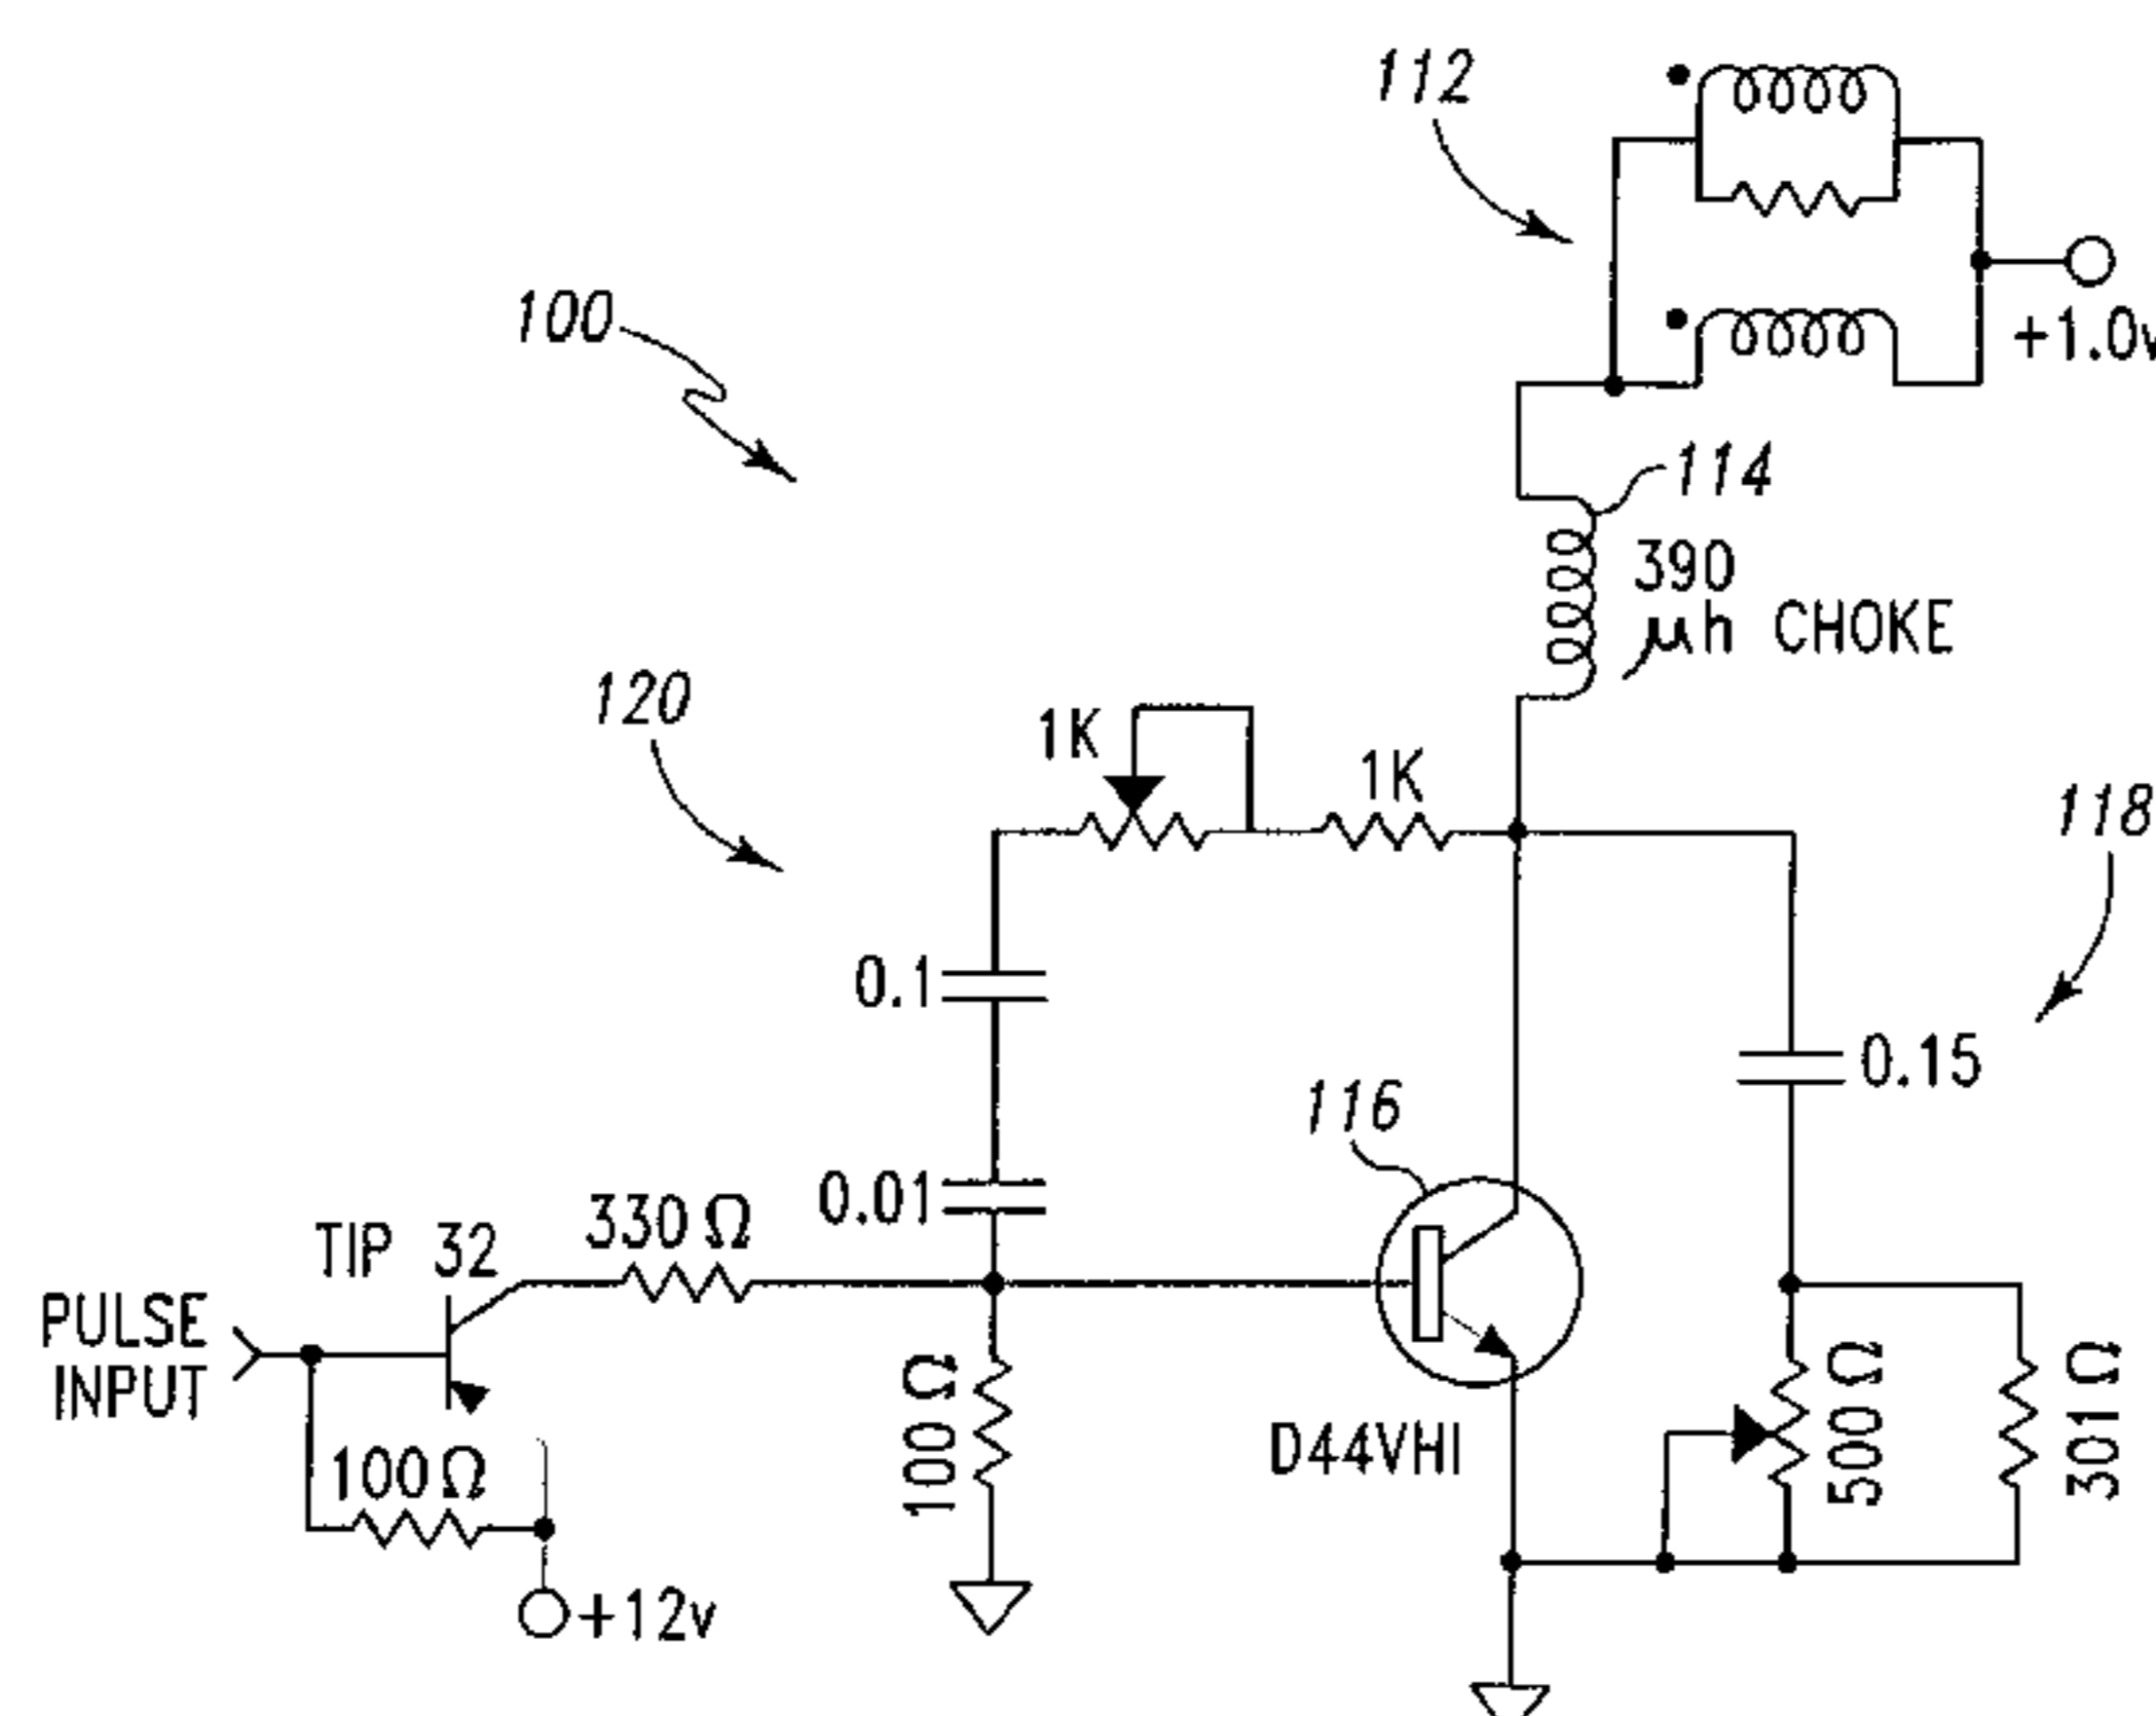 112
100
+1.0v
114
390
μh CHOKE
120
1K
1K
118
0.1
0.15
116
0.01
330 Ω
TIP 32
PULSE
INPUT
100 Ω
100 Ω
D44VHI
500 Ω
301 Ω
+12v